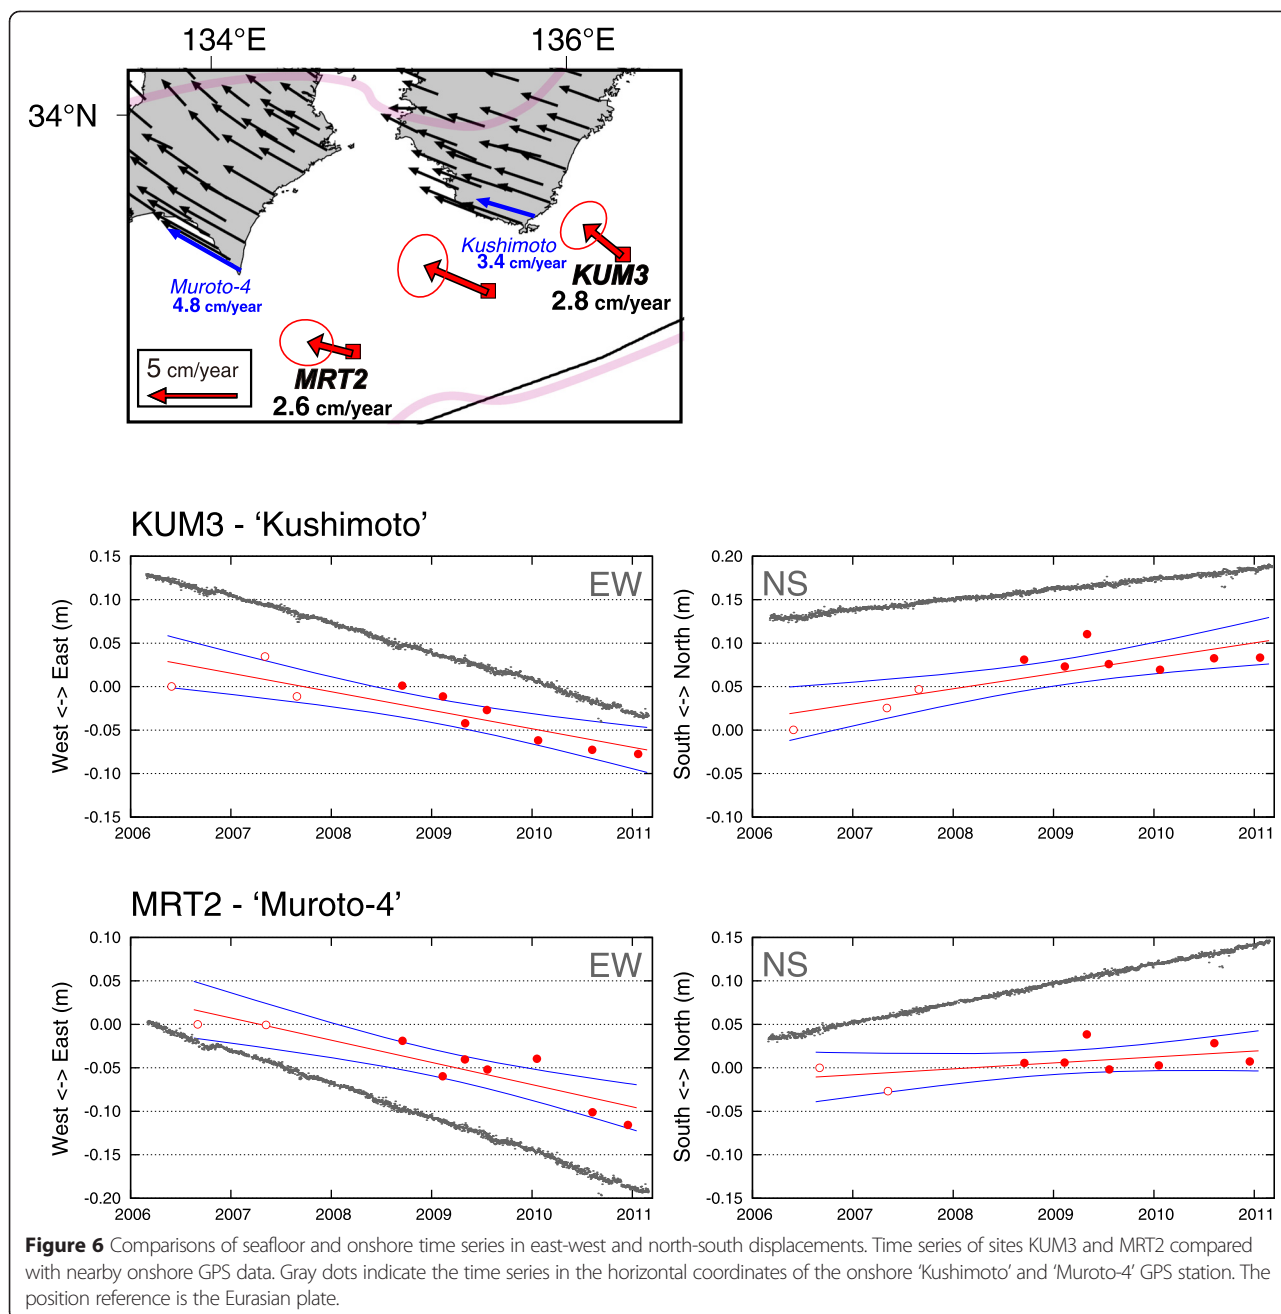 134°E 136°E
34°N
Kushimoto
3.4 cm/year
KUM3
2.8 cm/year
Muroto-4
4.8 cm/year
5 cm/year
MRT2
2.6 cm/year
KUM3 - ‘Kushimoto’
EW
West <-> East (m)
0.15
0.10
0.05
0.00
-0.05
-0.10
-0.15
2006 2007 2008 2009 2010 2011
NS
South <-> North (m)
0.20
0.15
0.10
0.05
0.00
-0.05
-0.10
2006 2007 2008 2009 2010 2011
MRT2 - ‘Muroto-4’
EW
West <-> East (m)
0.10
0.05
0.00
-0.05
-0.10
-0.15
-0.20
2006 2007 2008 2009 2010 2011
NS
South <-> North (m)
0.15
0.10
0.05
0.00
-0.05
-0.10
-0.15
2006 2007 2008 2009 2010 2011
Figure 6 Comparisons of seafloor and onshore time series in east-west and north-south displacements. Time series of sites KUM3 and MRT2 compared
with nearby onshore GPS data. Gray dots indicate the time series in the horizontal coordinates of the onshore ‘Kushimoto’ and ‘Muroto-4’ GPS station. The
position reference is the Eurasian plate.